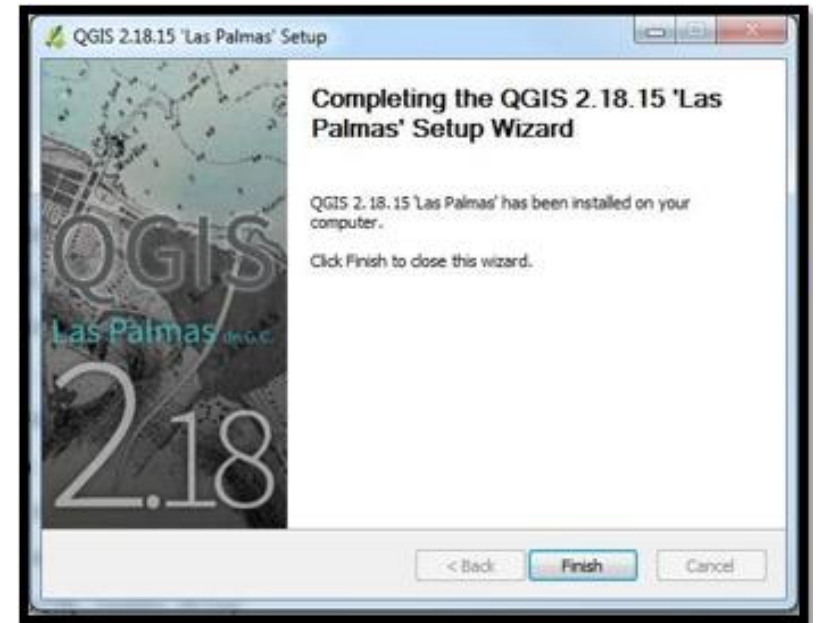 QGIS 2.18.15 'Las Palmas' Setup
Completing the QGIS 2.18.15 'Las
Palmas' Setup Wizard
QGIS 2.18.15 'Las Palmas' has been installed on your
computer.
Click Finish to close this wizard.
QGIS
Las Palmas de G.C.
2.18
< Back
Finish
Cancel